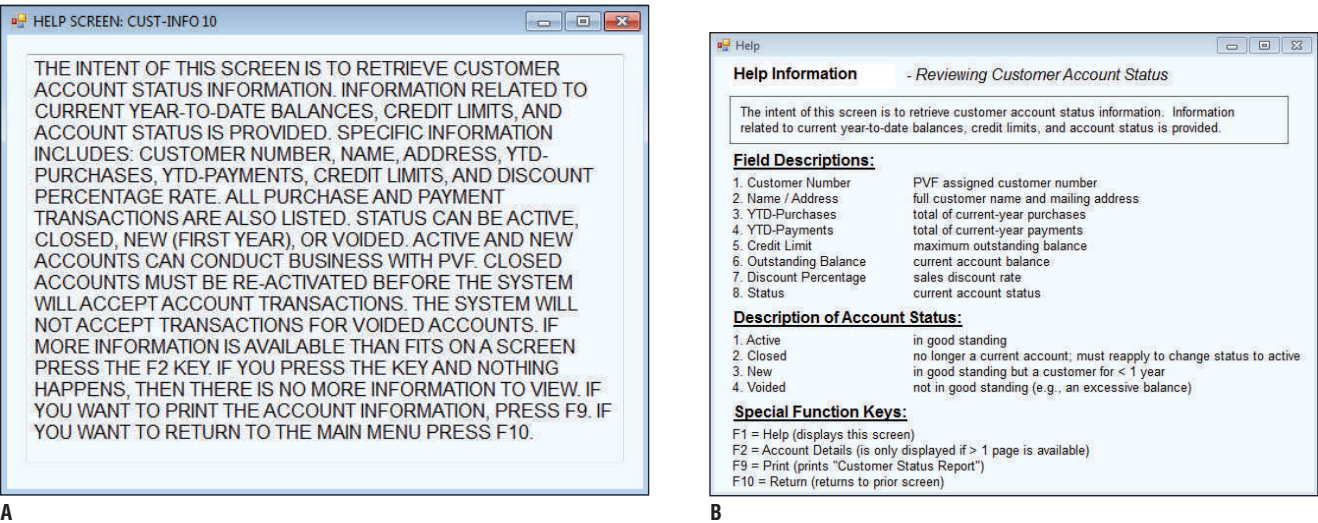 HELP SCREEN: CUST-INFO 10
THE INTENT OF THIS SCREEN IS TO RETRIEVE CUSTOMER
ACCOUNT STATUS INFORMATION. INFORMATION RELATED TO
CURRENT YEAR-TO-DATE BALANCES, CREDIT LIMITS, AND
ACCOUNT STATUS IS PROVIDED. SPECIFIC INFORMATION
INCLUDES: CUSTOMER NUMBER, NAME, ADDRESS, YTD-
PURCHASES, YTD-PAYMENTS, CREDIT LIMITS, AND DISCOUNT
PERCENTAGE RATE. ALL PURCHASE AND PAYMENT
TRANSACTIONS ARE ALSO LISTED. STATUS CAN BE ACTIVE,
CLOSED, NEW (FIRST YEAR), OR VOIDED. ACTIVE AND NEW
ACCOUNTS CAN CONDUCT BUSINESS WITH PVF. CLOSED
ACCOUNTS MUST BE RE-ACTIVATED BEFORE THE SYSTEM
WILL ACCEPT ACCOUNT TRANSACTIONS. THE SYSTEM WILL
NOT ACCEPT TRANSACTIONS FOR VOIDED ACCOUNTS. IF
MORE INFORMATION IS AVAILABLE THAN FITS ON A SCREEN
PRESS THE F2 KEY. IF YOU PRESS THE KEY AND NOTHING
HAPPENS, THEN THERE IS NO MORE INFORMATION TO VIEW. IF
YOU WANT TO PRINT THE ACCOUNT INFORMATION, PRESS F9. IF
YOU WANT TO RETURN TO THE MAIN MENU PRESS F10.
A
Help
Help Information - Reviewing Customer Account Status
The intent of this screen is to retrieve customer account status information. Information
related to current year-to-date balances, credit limits, and account status is provided.
Field Descriptions:
1. Customer Number PVF assigned customer number
2. Name / Address full customer name and mailing address
3. YTD-Purchases total of current-year purchases
4. YTD-Payments total of current-year payments
5. Credit Limit maximum outstanding balance
6. Outstanding Balance current account balance
7. Discount Percentage sales discount rate
8. Status current account status
Description of Account Status:
1. Active in good standing
2. Closed no longer a current account; must reapply to change status to active
3. New in good standing but a customer for < 1 year
4. Voided not in good standing (e.g., an excessive balance)
Special Function Keys:
F1 = Help (displays this screen)
F2 = Account Details (is only displayed if > 1 page is available)
F9 = Print (prints "Customer Status Report")
F10 = Return (returns to prior screen)
B